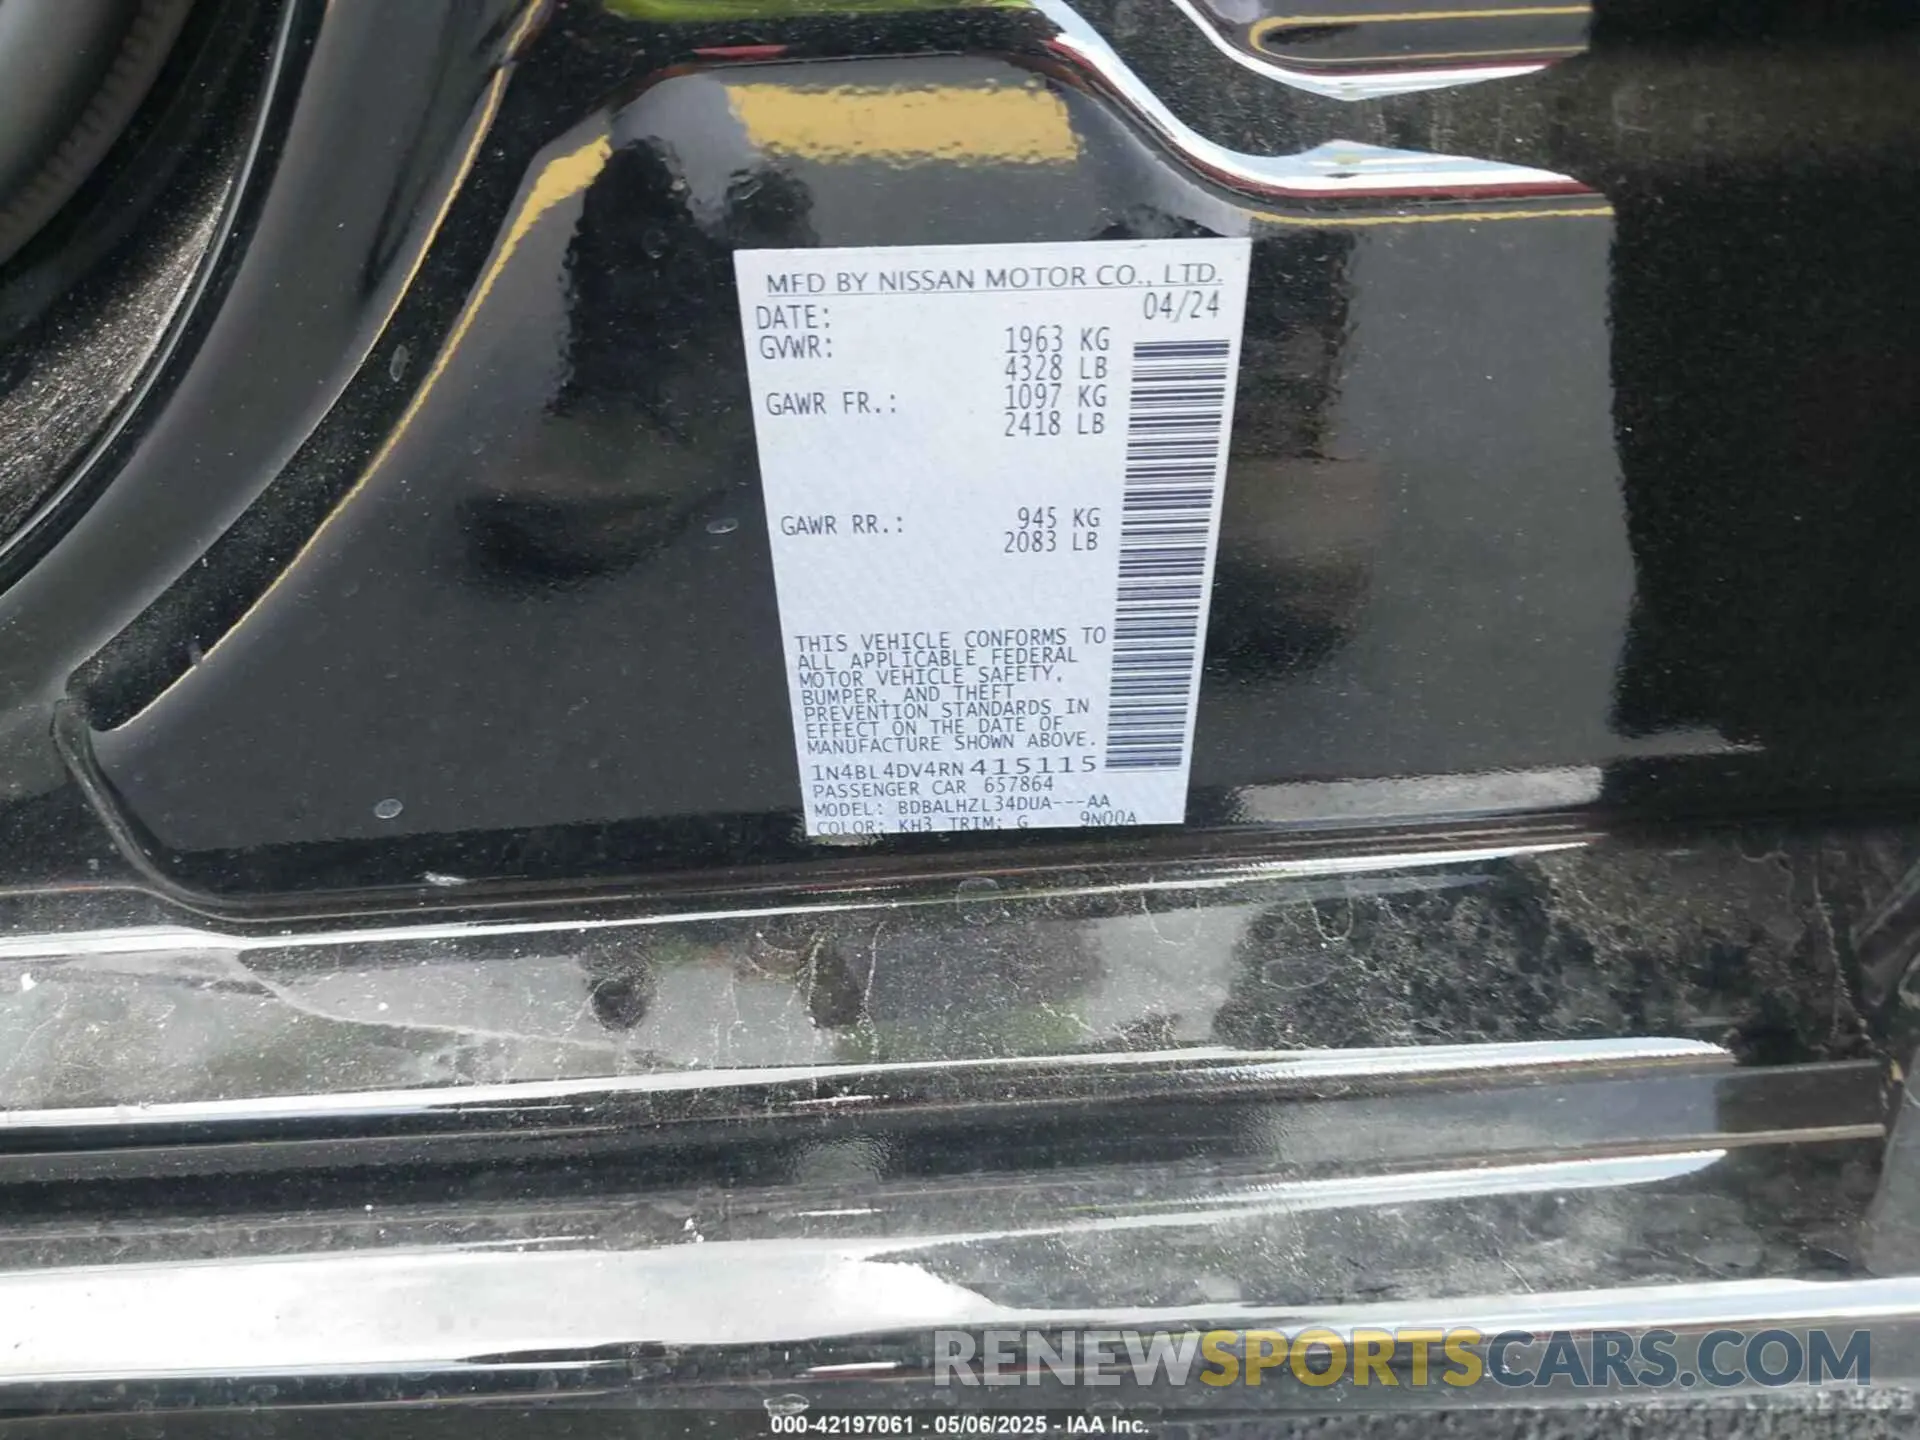 MFD BY NISSAN MOTOR CO., LTD.
DATE: 04/24
GVWR: 1963 KG
4328 LB
GAWR FR.: 1097 KG
2418 LB
GAWR RR.: 945 KG
2083 LB
THIS VEHICLE CONFORMS TO
ALL APPLICABLE FEDERAL
MOTOR VEHICLE SAFETY,
BUMPER, AND THEFT
PREVENTION STANDARDS IN
EFFECT ON THE DATE OF
MANUFACTURE SHOWN ABOVE.
1N4BL4DV4RN415115
PASSENGER CAR 657864
MODEL: BDBALHZL34DUA---AA
COLOR: KH3 TRIM: G 9N00A
RENEWSPORTSCARS.COM
000-42197061 - 05/06/2025 - IAA Inc.